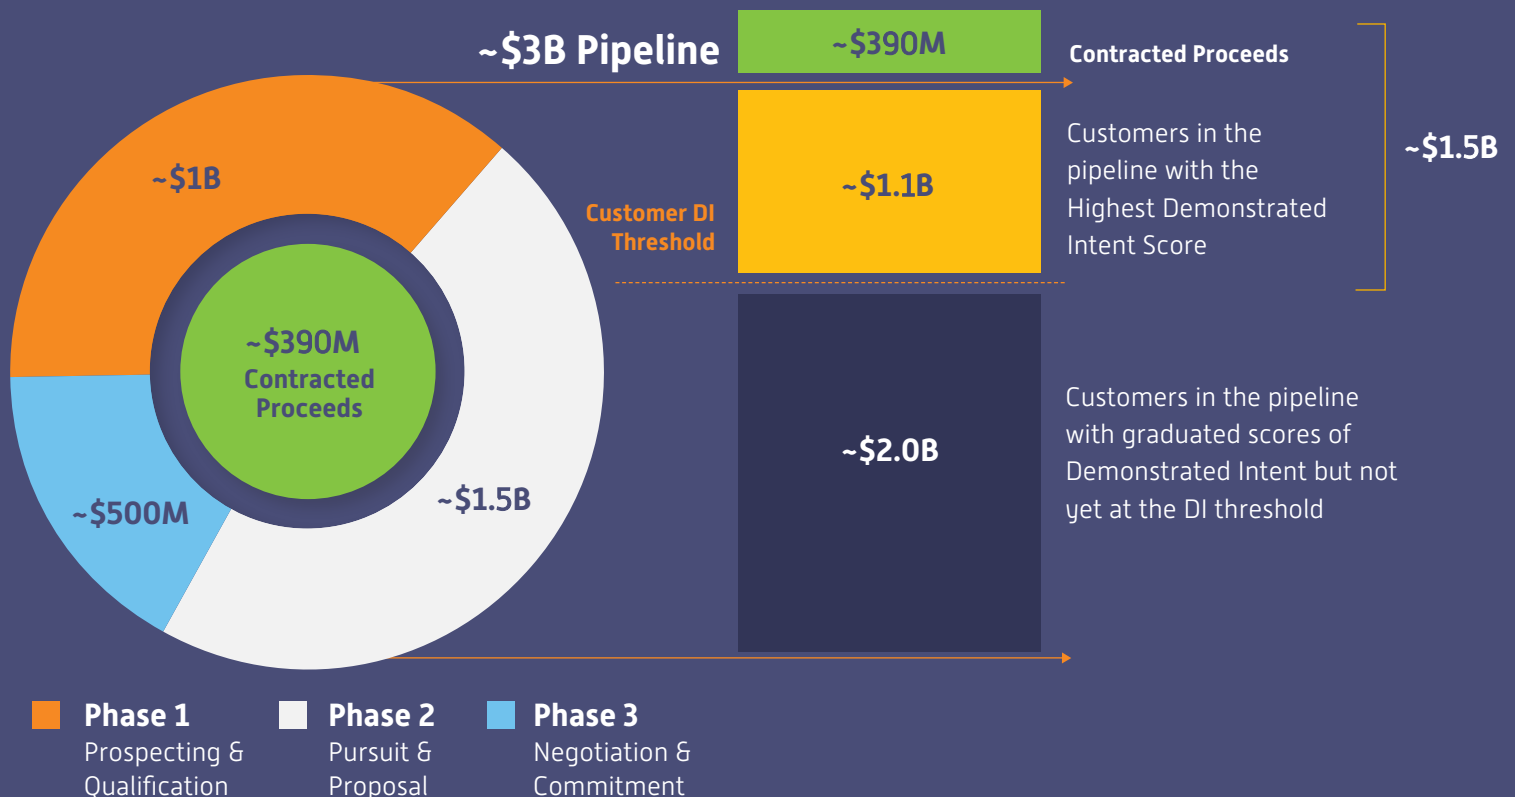 ~$3B Pipeline
~$390M
Contracted Proceeds
~$1B
Customers in the
pipeline with the
Highest Demonstrated
Intent Score
~$1.5B
~$1.1B
Customer DI
Threshold
~$390M
Contracted
Proceeds
~$500M
~$1.5B
~$2.0B
Customers in the pipeline
with graduated scores of
Demonstrated Intent but not
yet at the DI threshold
Phase 1
Prospecting &
Qualification
Phase 2
Pursuit &
Proposal
Phase 3
Negotiation &
Commitment